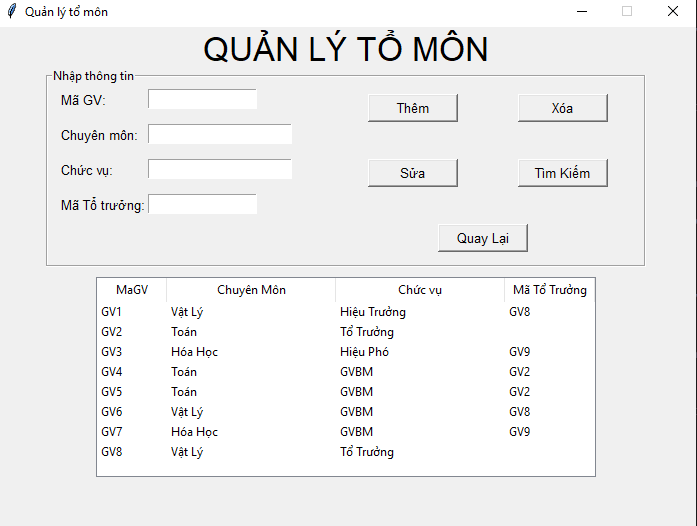 Quản lý tổ môn
QUẢN LÝ TỔ MÔN
Nhập thông tin
Mã GV:
Thêm
Xóa
Chuyên môn:
Chức vụ:
Sửa
Tìm Kiếm
Mã Tổ trưởng:
Quay Lại
MaGV Chuyên Môn Chức vụ Mã Tổ Trưởng
GV1 Vật Lý Hiệu Trưởng GV8
GV2 Toán Tổ Trưởng
GV3 Hóa Học Hiệu Phó GV9
GV4 Toán GVBM GV2
GV5 Toán GVBM GV2
GV6 Vật Lý GVBM GV8
GV7 Hóa Học GVBM GV9
GV8 Vật Lý Tổ Trưởng